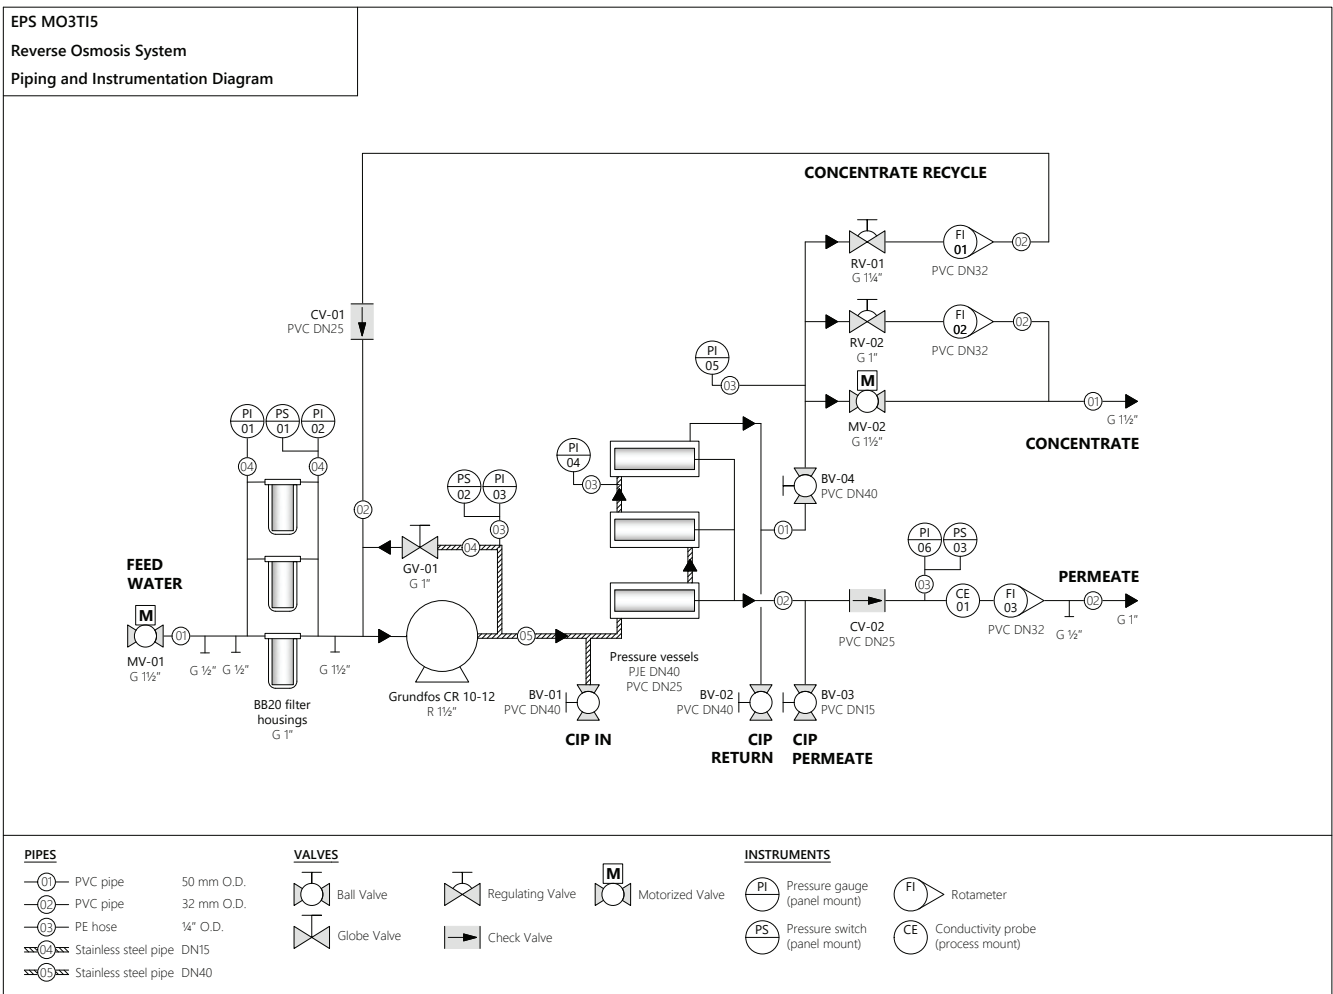 EPS MO3TI5
Reverse Osmosis System
Piping and Instrumentation Diagram
CONCENTRATE RECYCLE
FI
01
02
RV-01
G 1¼"
PVC DN32
CV-01
PVC DN25
FI
02
02
RV-02
G 1"
PVC DN32
PI
05
03
M
MV-02
G 1½"
01
G 1½"
CONCENTRATE
PI
01
PS
01
PI
02
04
04
PI
04
03
PS
02
PI
03
03
BV-04
PVC DN40
02
01
04
GV-01
G 1"
PI
06
PS
03
03
FEED
WATER
M
01
MV-01
G 1½"
G ½"
G ½"
G 1½"
BB20 filter
housings
G 1"
Grundfos CR 10-12
R 1½"
05
Pressure vessels
PJE DN40
PVC DN25
02
CV-02
PVC DN25
CE
01
FI
03
PVC DN32
G ½"
02
PERMEATE
G 1"
BV-01
PVC DN40
CIP IN
BV-02
PVC DN40
CIP
RETURN
BV-03
PVC DN15
CIP
PERMEATE
PIPES
01 PVC pipe 50 mm O.D.
02 PVC pipe 32 mm O.D.
03 PE hose ¼" O.D.
04 Stainless steel pipe DN15
05 Stainless steel pipe DN40
VALVES
Ball Valve
Globe Valve
Regulating Valve
Check Valve
M
Motorized Valve
INSTRUMENTS
PI
Pressure gauge
(panel mount)
PS
Pressure switch
(panel mount)
FI
Rotameter
CE
Conductivity probe
(process mount)